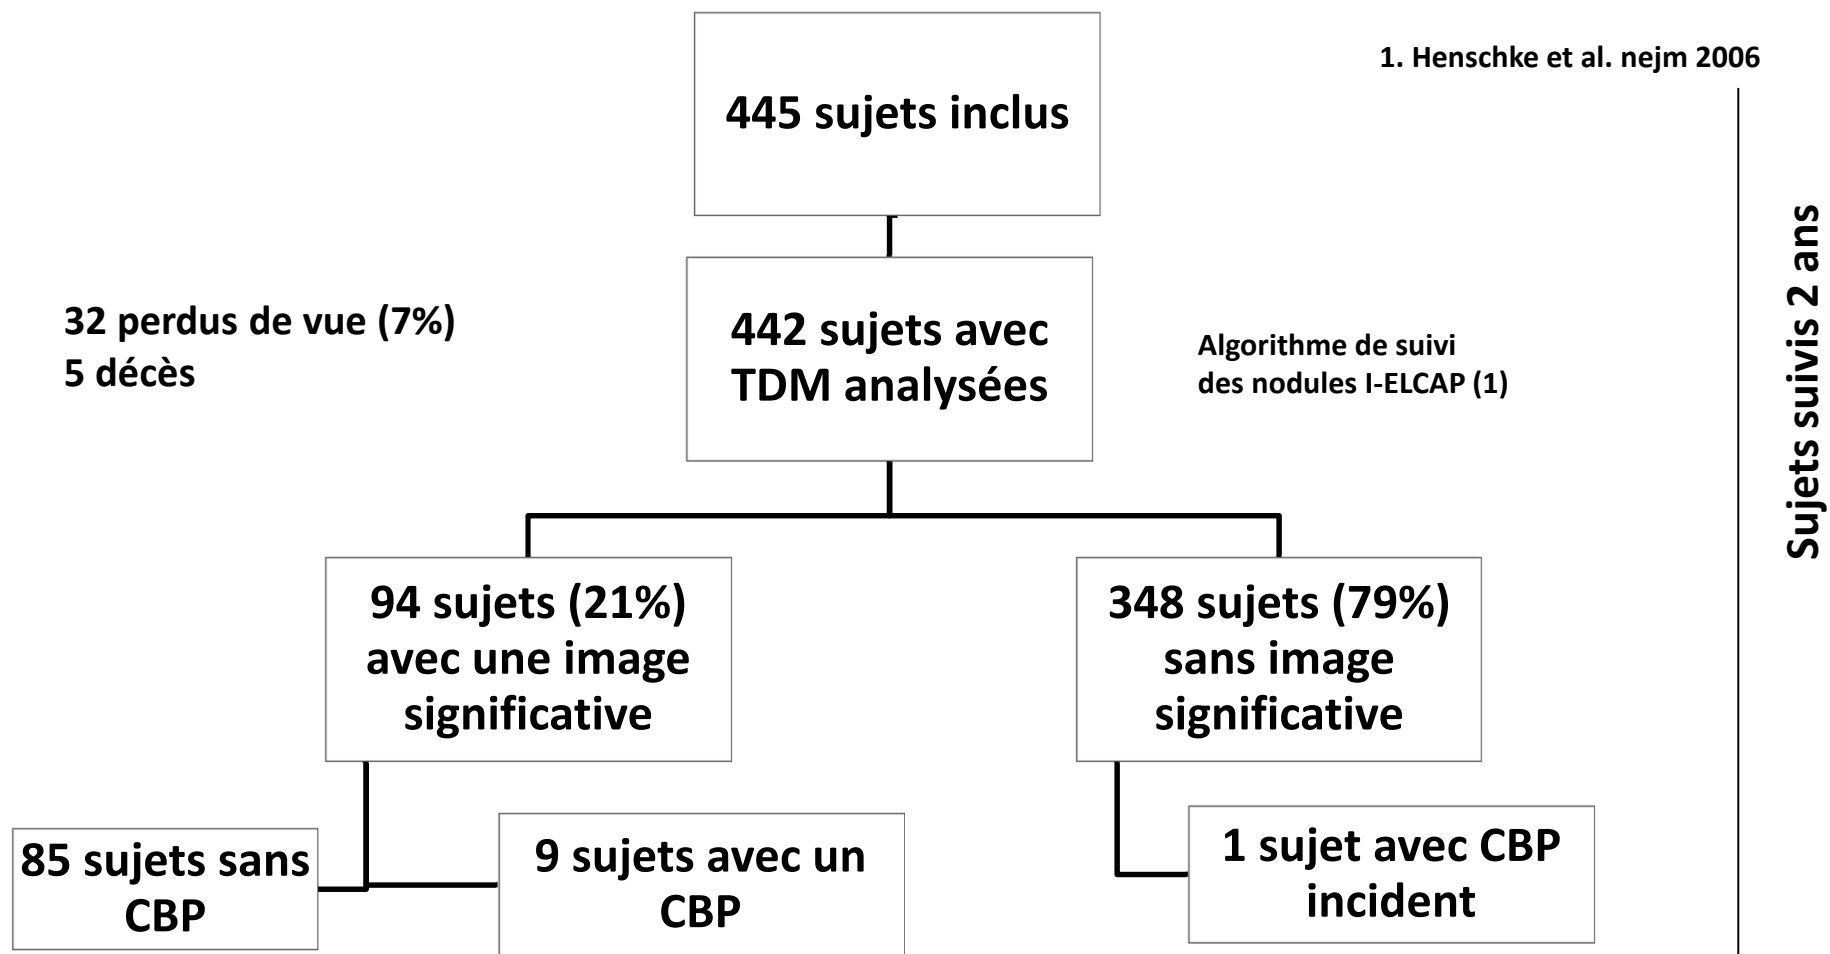 445 sujets inclus
1. Henschke et al. nejm 2006
32 perdus de vue (7%)
5 décès
442 sujets avec
TDM analysées
Algorithme de suivi
des nodules I-ELCAP (1)
Sujets suivis 2 ans
94 sujets (21%)
avec une image
significative
348 sujets (79%)
sans image
significative
85 sujets sans
CBP
9 sujets avec un
CBP
1 sujet avec CBP
incident